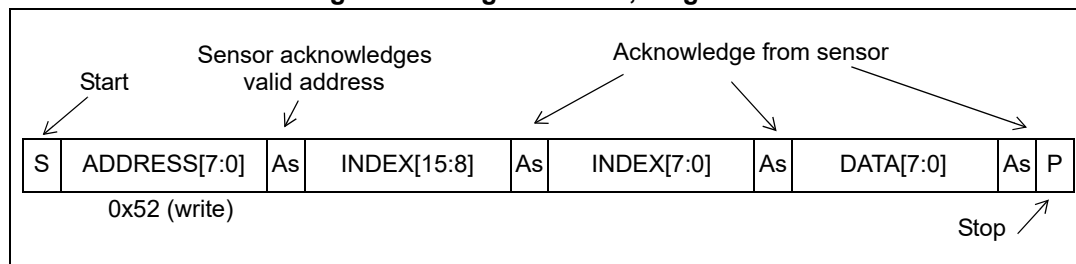 Sensor acknowledges
valid address
Acknowledge from sensor
Start
S ADDRESS[7:0] As INDEX[15:8] As INDEX[7:0] As DATA[7:0] As P
0x52 (write)
Stop